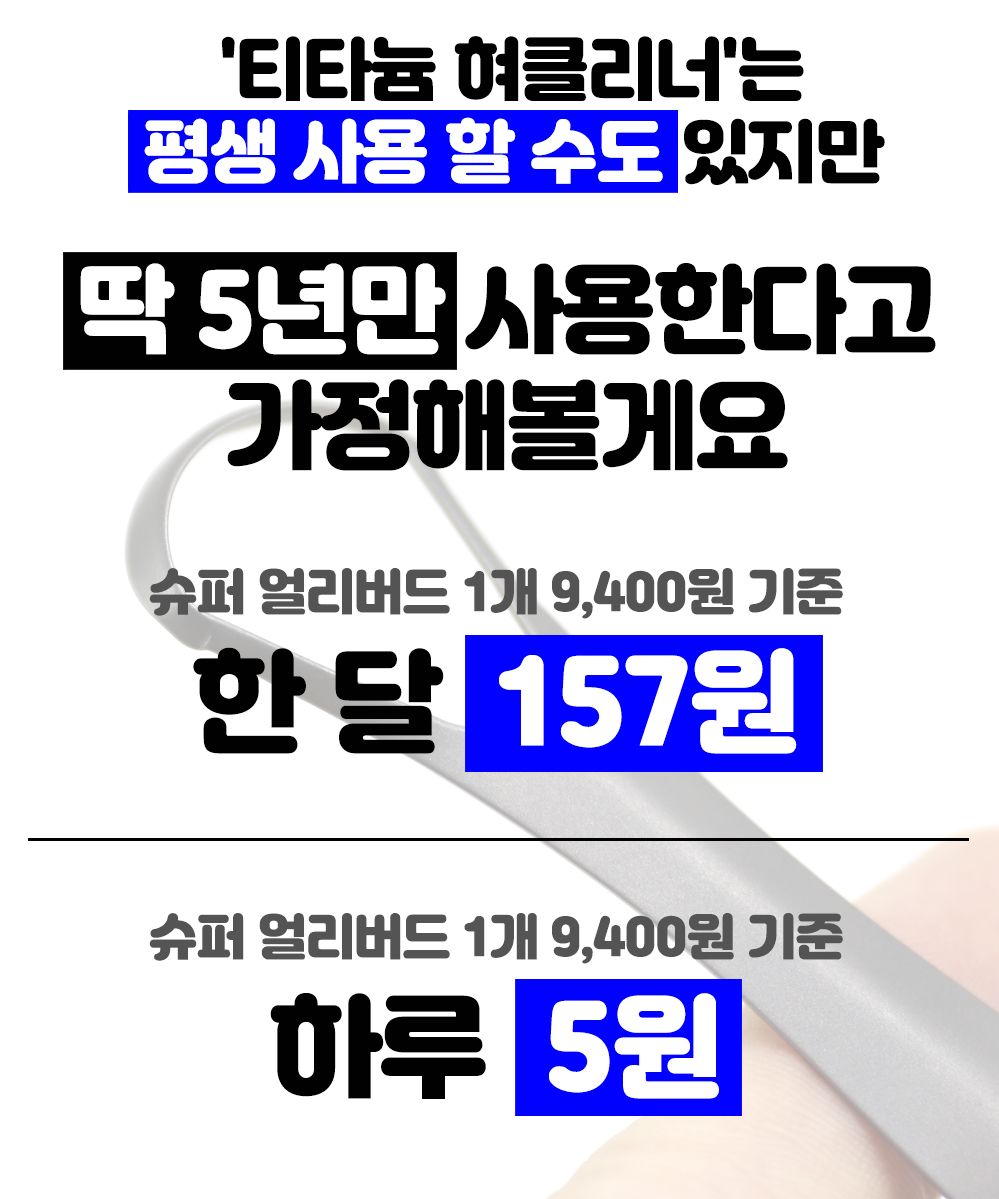 '티타늄 혀클리너'는
평생 사용 할 수도 있지만
딱 5년만 사용한다고
가정해볼게요
슈퍼 얼리버드 1개 9,400원 기준
한 달 157원
슈퍼 얼리버드 1개 9,400원 기준
하루 5원